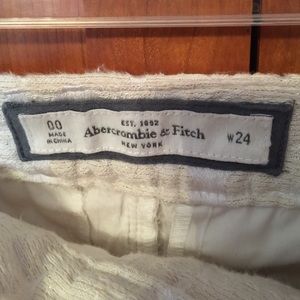 00
MADE
IN CHINA
EST. 1892
Abercrombie & Fitch
NEW YORK
W24